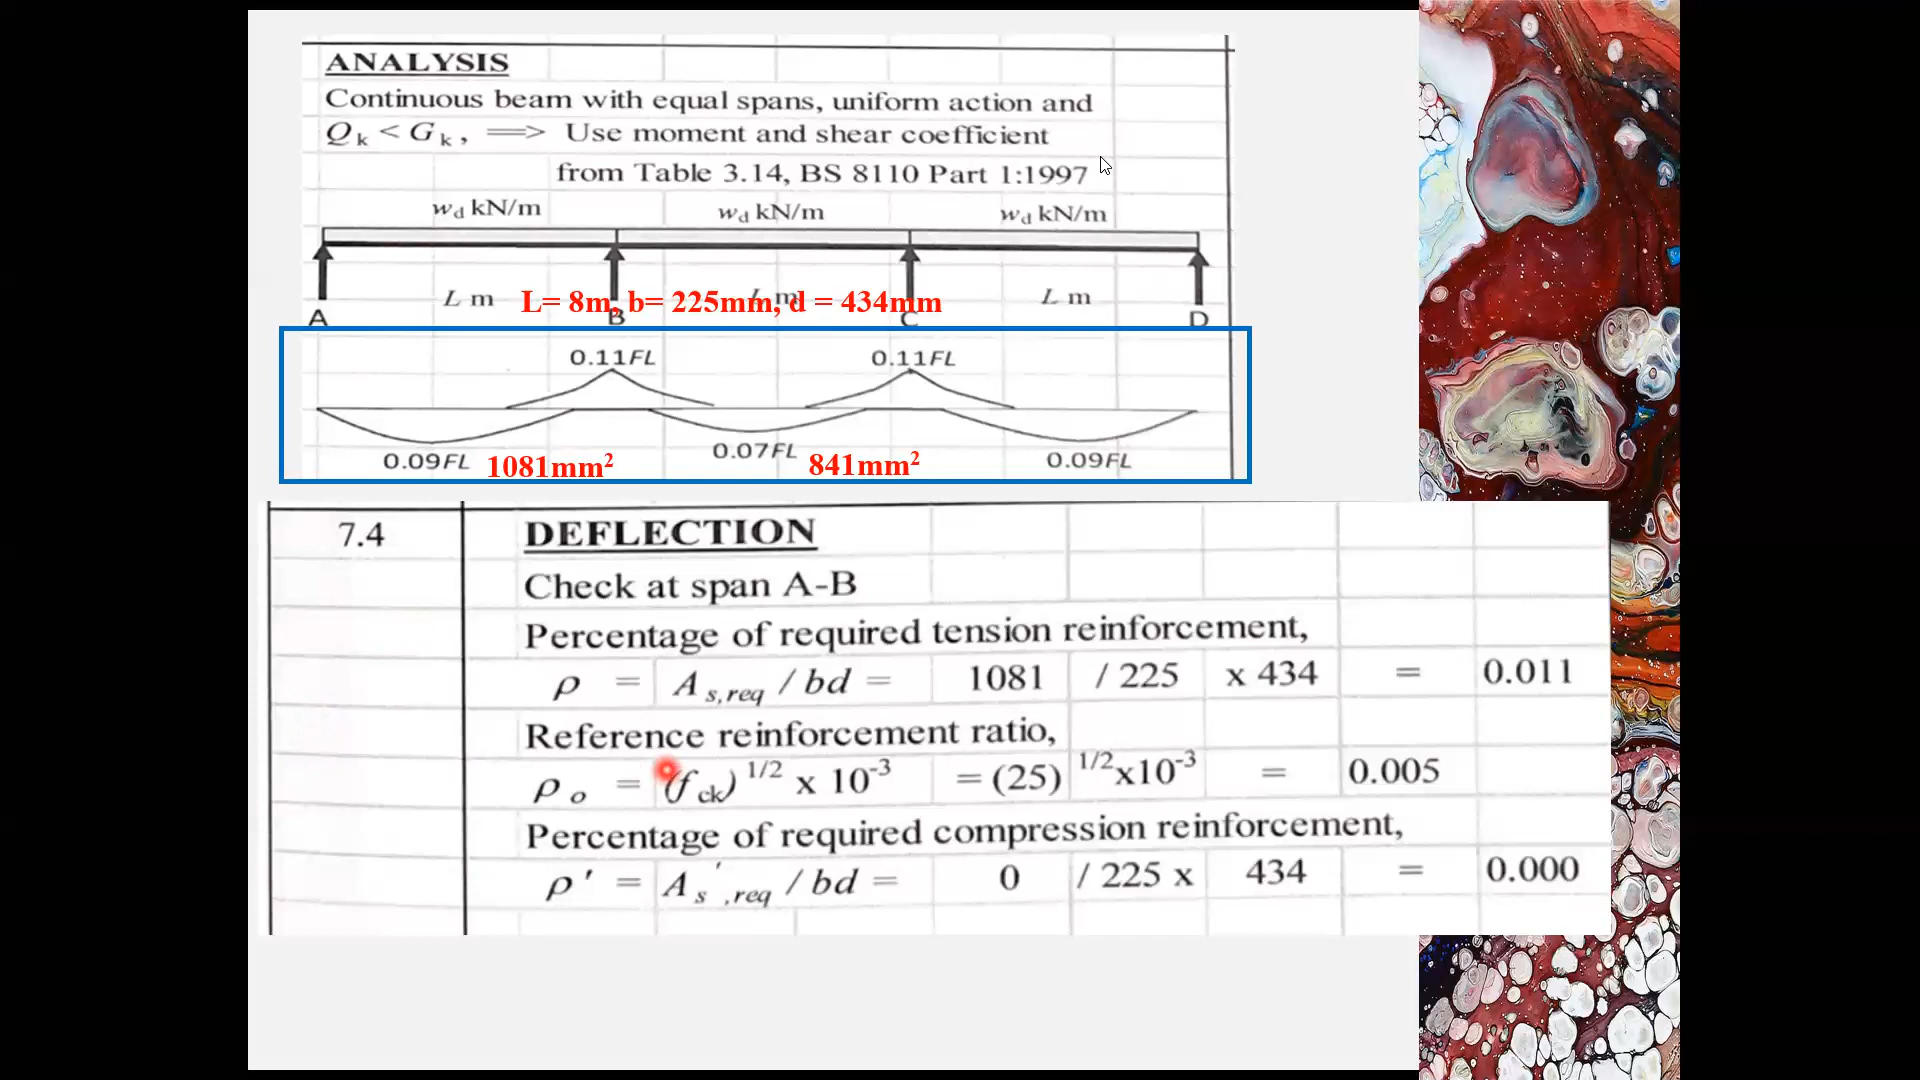 ANALYSIS
Continuous beam with equal spans, uniform action and
Qk < Gk, ⟹ Use moment and shear coefficient
from Table 3.14, BS 8110 Part 1:1997
wd kN/m wd kN/m wd kN/m
L m L m L m
L= 8m, b= 225mm, d = 434mm
A B C D
0.11FL 0.11FL
0.09FL 1081mm² 0.07FL 841mm² 0.09FL
7.4 DEFLECTION
Check at span A-B
Percentage of required tension reinforcement,
ρ = As,req / bd = 1081 / 225 x 434 = 0.011
Reference reinforcement ratio,
ρo = (fck)^1/2 x 10^-3 = (25)^1/2 x10^-3 = 0.005
Percentage of required compression reinforcement,
ρ' = As',req / bd = 0 / 225 x 434 = 0.000